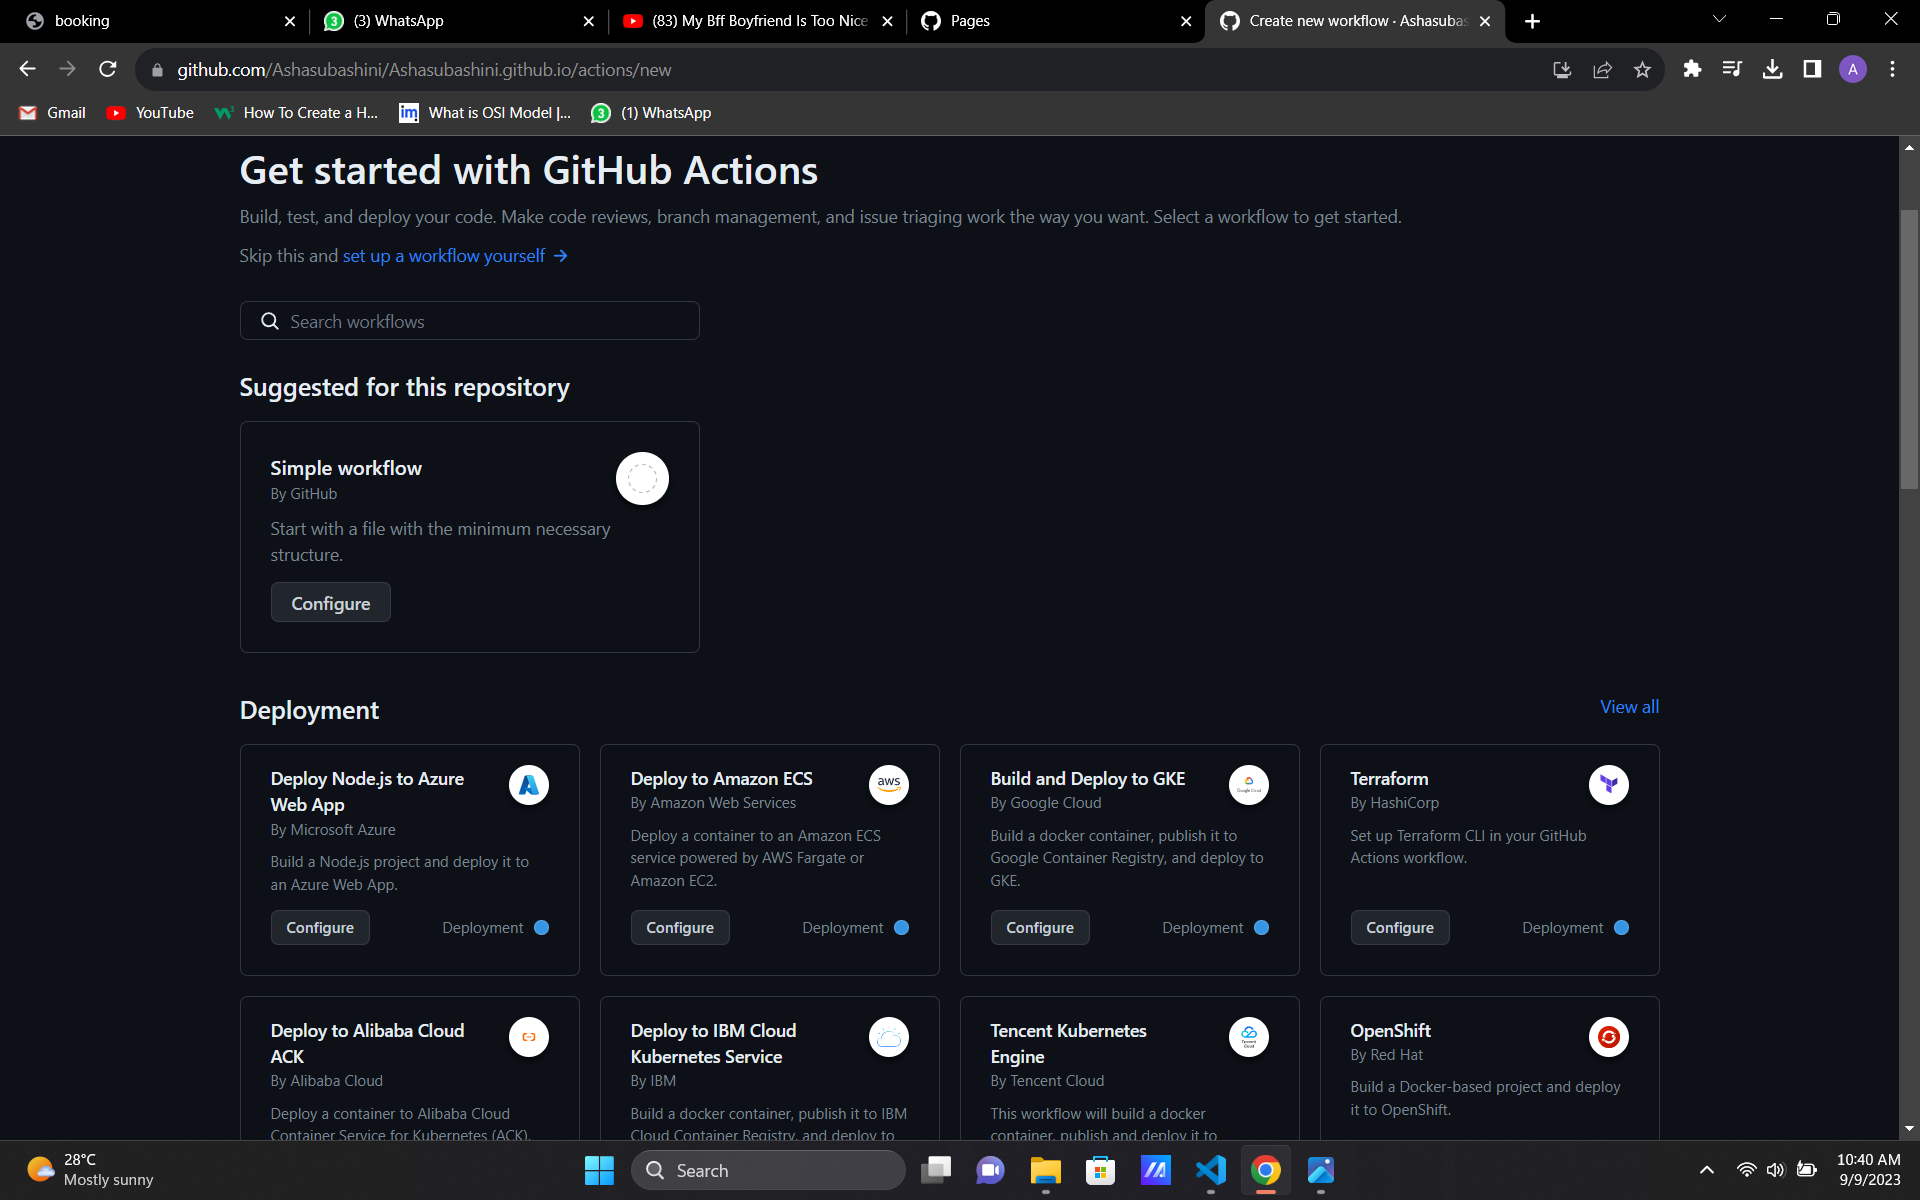 booking
(3) WhatsApp
(83) My Bff Boyfriend Is Too Nice
Pages
Create new workflow · Ashasubas
github.com/Ashasubashini/Ashasubashini.github.io/actions/new
A
Gmail
YouTube
How To Create a H...
What is OSI Model |...
(1) WhatsApp
Get started with GitHub Actions
Build, test, and deploy your code. Make code reviews, branch management, and issue triaging work the way you want. Select a workflow to get started.
Skip this and set up a workflow yourself →
Search workflows
Suggested for this repository
Simple workflow
By GitHub
Start with a file with the minimum necessary
structure.
Configure
Deployment
View all
Deploy Node.js to Azure
Web App
By Microsoft Azure
Build a Node.js project and deploy it to
an Azure Web App.
Configure
Deployment
Deploy to Amazon ECS
aws
By Amazon Web Services
Deploy a container to an Amazon ECS
service powered by AWS Fargate or
Amazon EC2.
Configure
Deployment
Build and Deploy to GKE
Google Cloud
By Google Cloud
Build a docker container, publish it to
Google Container Registry, and deploy to
GKE.
Configure
Deployment
Terraform
By HashiCorp
Set up Terraform CLI in your GitHub
Actions workflow.
Configure
Deployment
Deploy to Alibaba Cloud
ACK
By Alibaba Cloud
Deploy a container to Alibaba Cloud
Container Service for Kubernetes (ACK).
Deploy to IBM Cloud
Kubernetes Service
By IBM
Build a docker container, publish it to IBM
Cloud Container Registry, and deploy to
Tencent Kubernetes
Engine
Tencent
Cloud
By Tencent Cloud
This workflow will build a docker
container, publish and deploy it to
OpenShift
By Red Hat
Build a Docker-based project and deploy
it to OpenShift.
28°C
Mostly sunny
Search
10:40 AM
9/9/2023